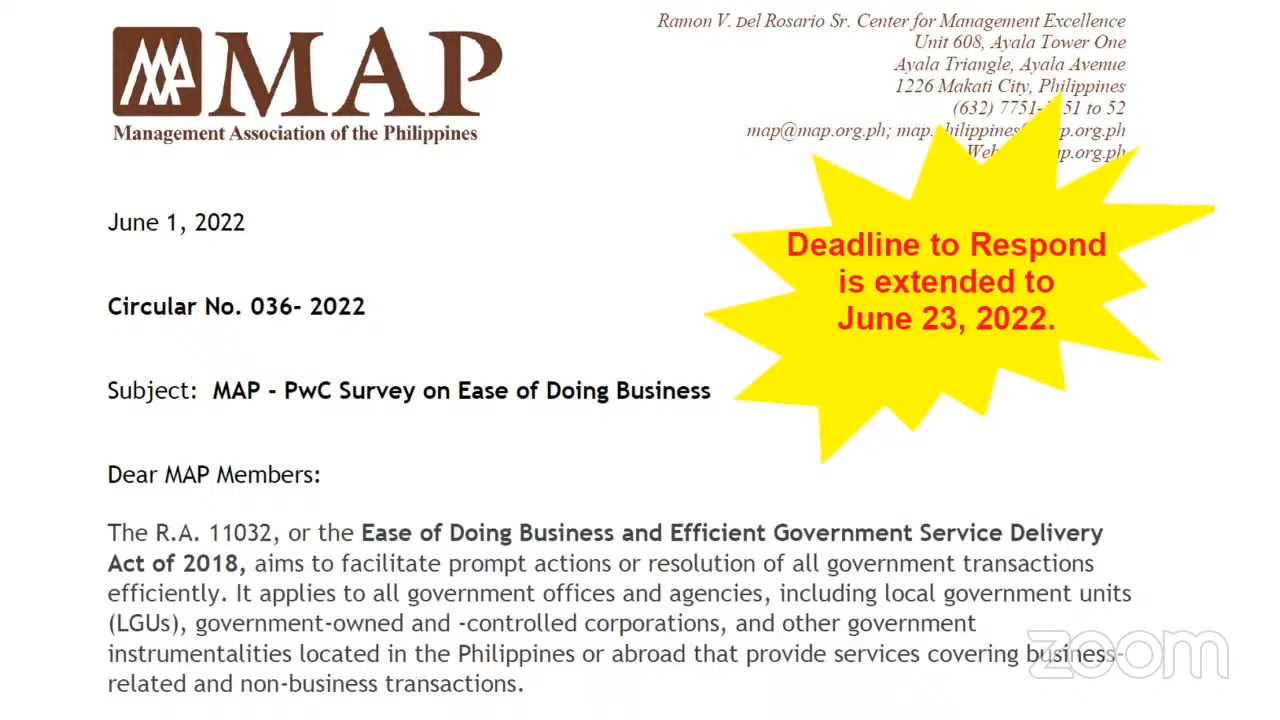 MAP
Management Association of the Philippines
Ramon V. Del Rosario Sr. Center for Management Excellence
Unit 608, Ayala Tower One
Ayala Triangle, Ayala Avenue
1226 Makati City, Philippines
(632) 7751- 51 to 52
map@map.org.ph;
June 1, 2022
Deadline to Respond
is extended to
June 23, 2022.
Circular No. 036- 2022
Subject: MAP - PwC Survey on Ease of Doing Business
Dear MAP Members:
The R.A. 11032, or the Ease of Doing Business and Efficient Government Service Delivery
Act of 2018, aims to facilitate prompt actions or resolution of all government transactions
efficiently. It applies to all government offices and agencies, including local government units
(LGUs), government-owned and -controlled corporations, and other government
instrumentalities located in the Philippines or abroad that provide services covering business-
related and non-business transactions.
zoom